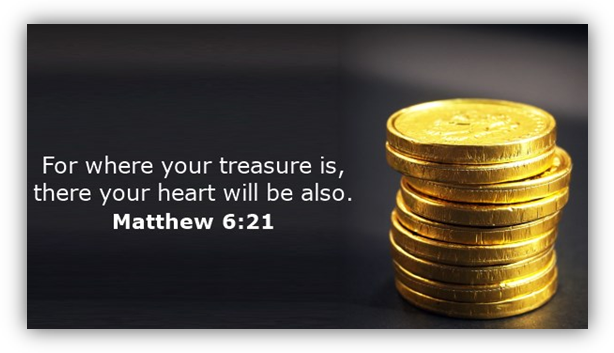 For where your treasure is,
there your heart will be also.
Matthew 6:21